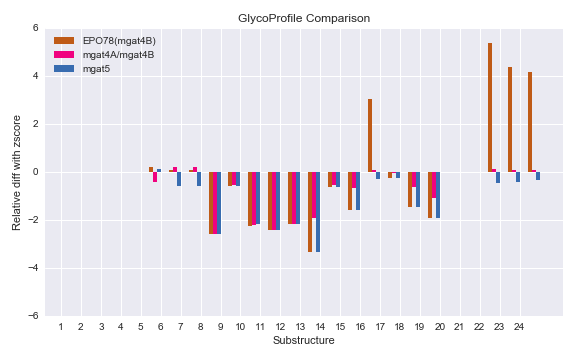 GlycoProfile Comparison
EPO78(mgat4B)
mgat4A/mgat4B
mgat5
6
4
2
0
−2
−4
−6
Relative diff with zscore
1 2 3 4 5 6 7 8 9 10 11 12 13 14 15 16 17 18 19 20 21 22 23 24
Substructure